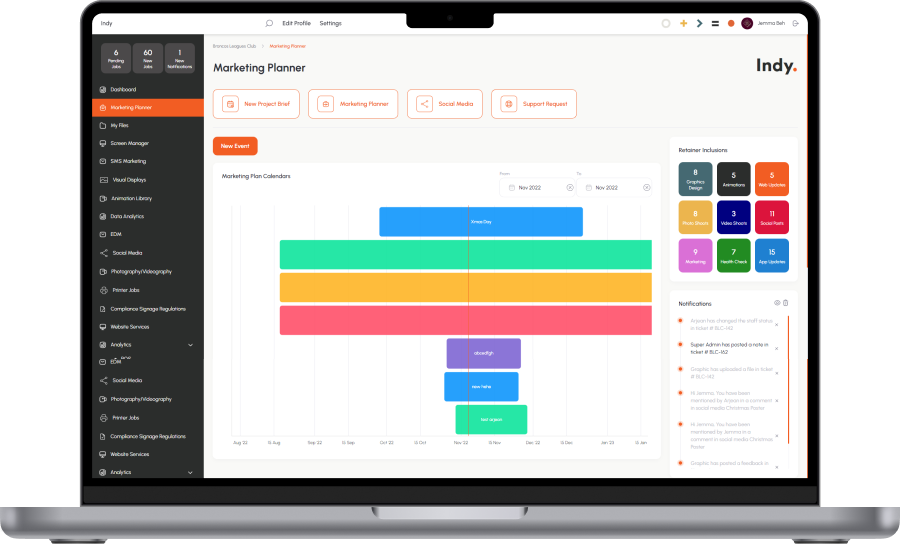 Indy
Edit Profile
Settings
Jemma Beh
6
Pending
Jobs
60
New
Jobs
1
New
Notifications
Dashboard
Marketing Planner
My Files
Screen Manager
SMS Marketing
Visual Displays
Animation Library
Data Analytics
EDM
Social Media
Photography/Videography
Printer Jobs
Compliance Signage Regulations
Website Services
Analytics
EDM
Social Media
Photography/Videography
Printer Jobs
Compliance Signage Regulations
Website Services
Analytics
Leagues Club
Marketing Planner
Marketing Planner
Indy.
New Project Brief
Marketing Planner
Social Media
Support Request
New Event
Marketing Plan Calendars
From
Nov 2022
To
Nov 2022
Xmas Day
abcedfgh
new hehe
test arjean
Aug '22
15 Aug
Sep '22
15 Sep
Oct '22
15 Oct
Nov '22
15 Nov
Dec '22
15 Dec
Jan '23
15 Jan
Retainer Inclusions
8
Graphics
Design
5
Animations
5
Web Updates
8
Photo Shoots
3
Video Shoots
11
Social Posts
9
Marketing
7
Health Check
15
App Updates
Notifications
Arjean has changed the staff status
in ticket # BLC-162
Super Admin has posted a note in
ticket # BLC-162
Graphic has uploaded a file in ticket
# BLC-162
Hi Jemma, You have been
mentioned by Arjean in a comment
in social media Christmas Poster
Hi Jemma, You have been
mentioned by Jemma in a
comment in social media Christmas
Poster
Graphic has posted a feedback in